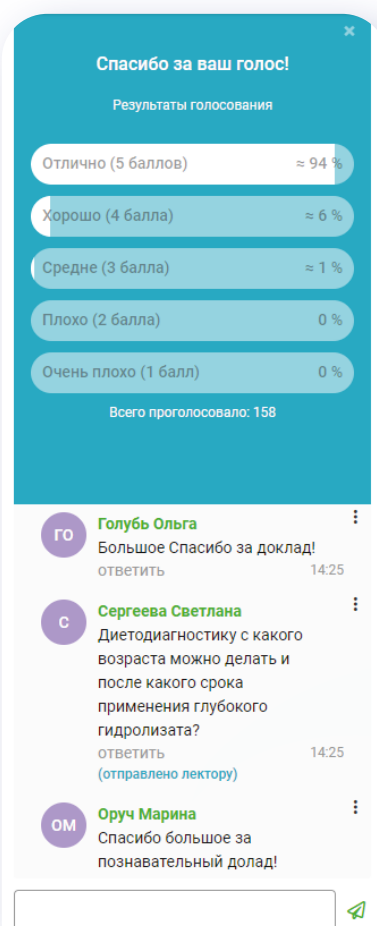 Спасибо за ваш голос!
Результаты голосования
Отлично (5 баллов) ≈ 94 %
Хорошо (4 балла) ≈ 6 %
Средне (3 балла) ≈ 1 %
Плохо (2 балла) 0 %
Очень плохо (1 балл) 0 %
Всего проголосовало: 158
ГО
Голубь Ольга
Большое Спасибо за доклад!
ответить 14:25
С
Сергеева Светлана
Диетодиагностику с какого
возраста можно делать и
после какого срока
применения глубокого
гидролизата?
ответить 14:25
(отправлено лектору)
ОМ
Оруч Марина
Спасибо большое за
познавательный долад!